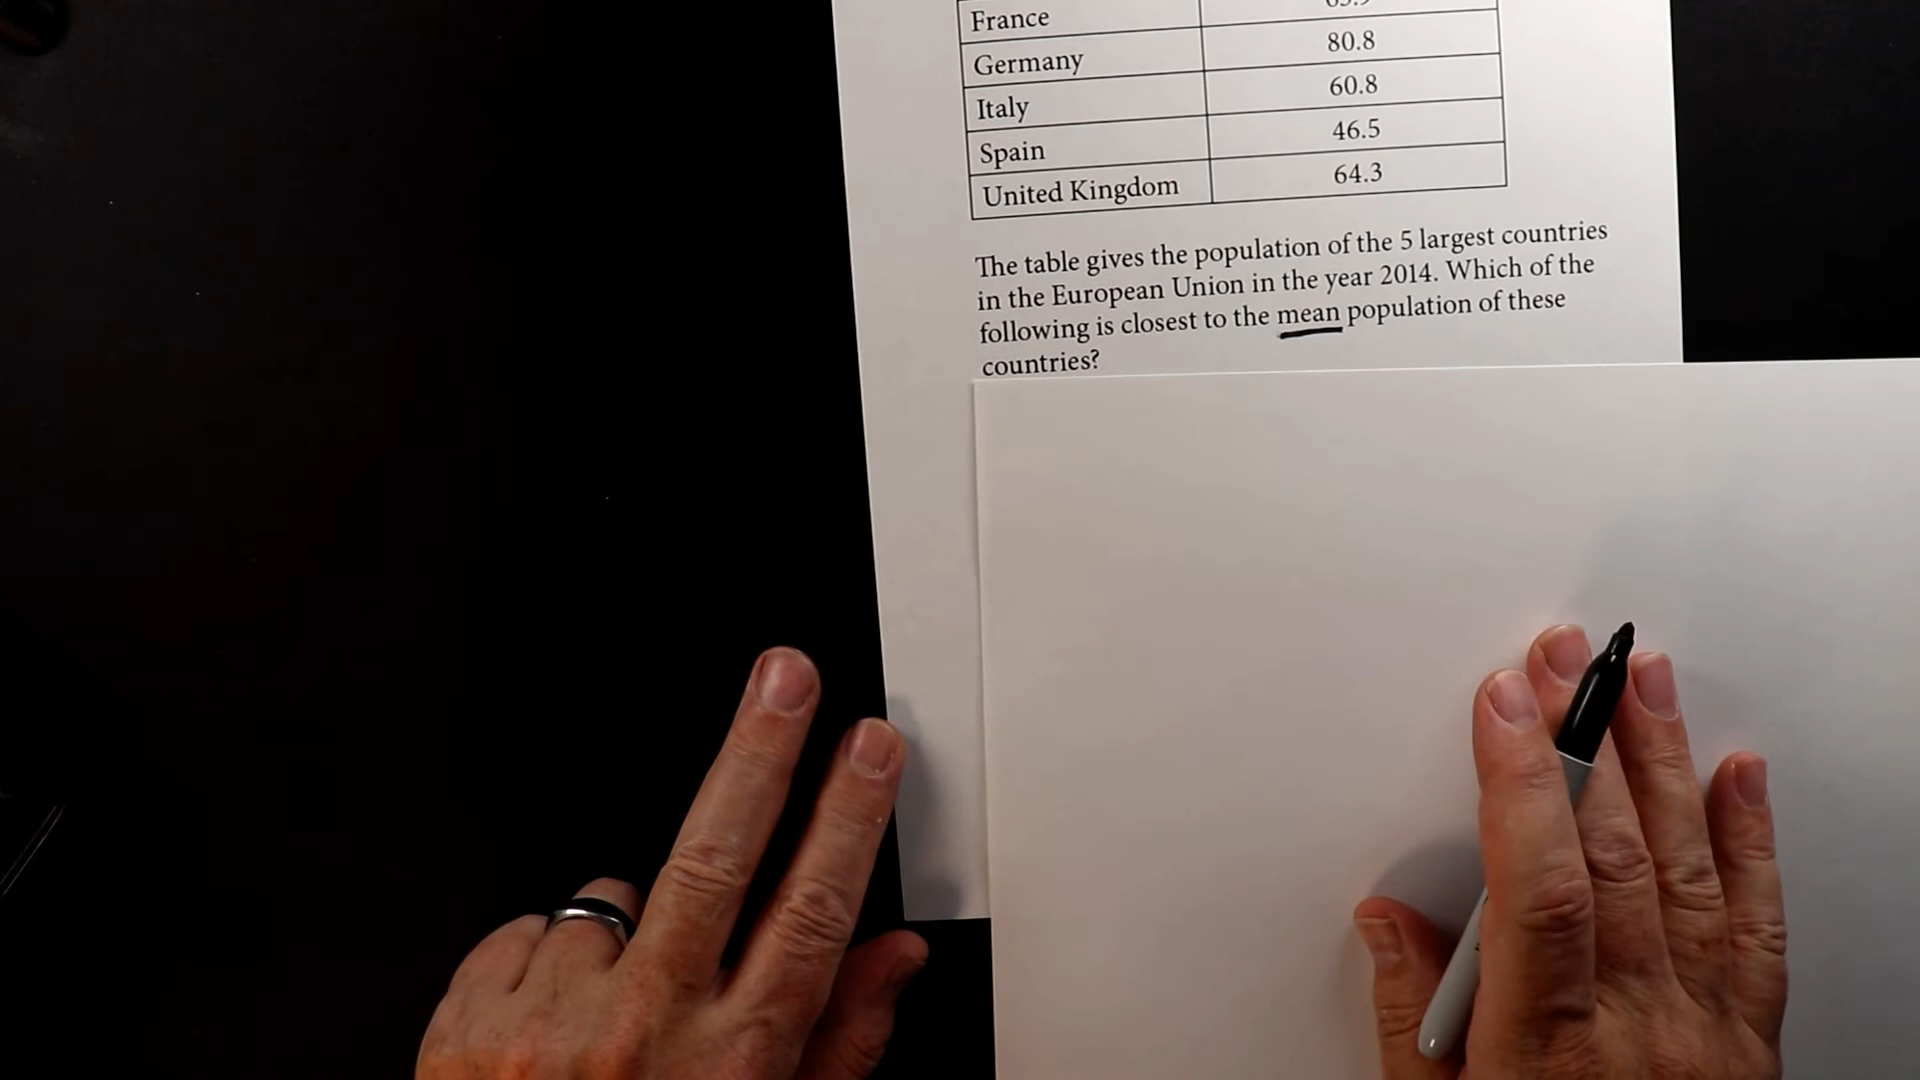 France
Germany 80.8
Italy 60.8
Spain 46.5
United Kingdom 64.3
The table gives the population of the 5 largest countries
in the European Union in the year 2014. Which of the
following is closest to the mean population of these
countries?